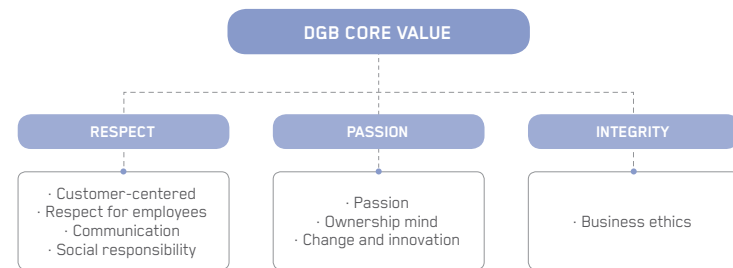 DGB CORE VALUE
RESPECT
PASSION
INTEGRITY
· Customer-centered
· Respect for employees
· Communication
· Social responsibility
· Passion
· Ownership mind
· Change and innovation
· Business ethics